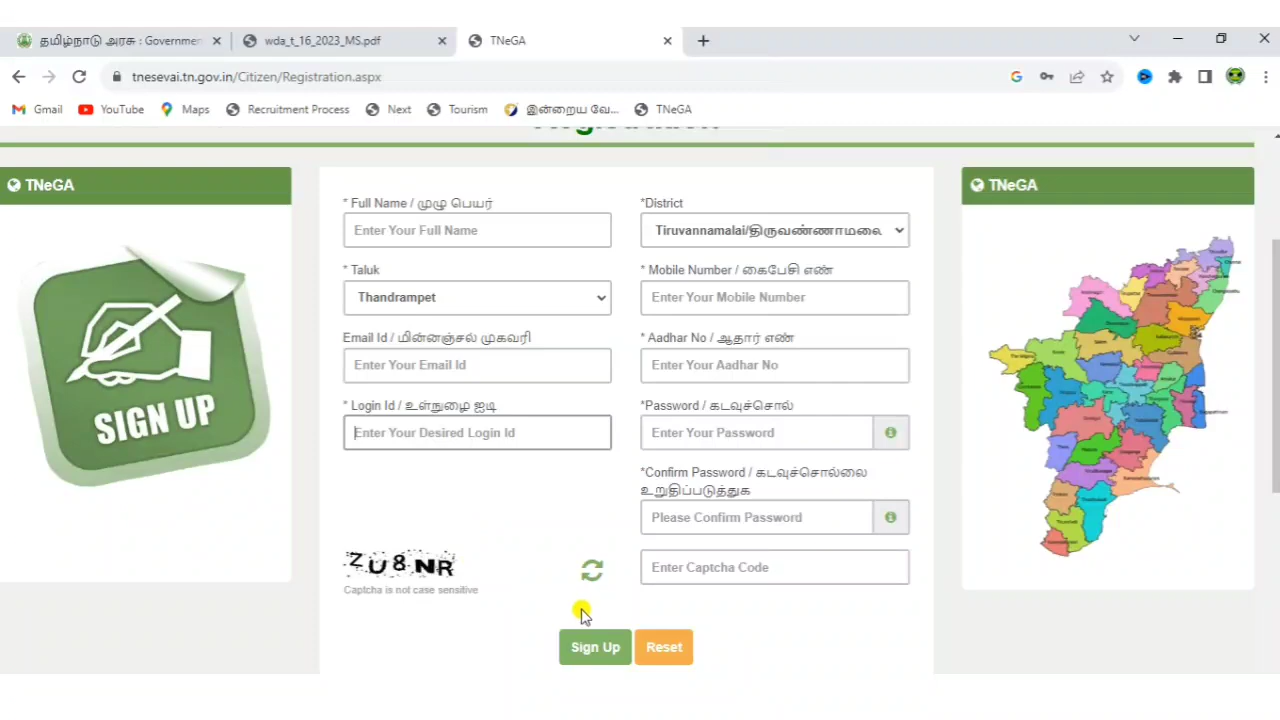 தமிழ்நாடு அரசு : Governmen
wda_t_16_2023_MS.pdf
TNeGA
tnesevai.tn.gov.in/Citizen/Registration.aspx
Gmail
YouTube
Maps
Recruitment Process
Next
Tourism
இன்றைய வே...
TNeGA
TNeGA
SIGN UP
* Full Name / முழு பெயர்
Enter Your Full Name
*District
Tiruvannamalai/திருவண்ணாமலை
* Taluk
Thandrampet
* Mobile Number / கைபேசி எண்
Enter Your Mobile Number
Email Id / மின்னஞ்சல் முகவரி
Enter Your Email Id
* Aadhar No / ஆதார் எண்
Enter Your Aadhar No
* Login Id / உள்நுழை ஐடி
Enter Your Desired Login Id
*Password / கடவுச்சொல்
Enter Your Password
*Confirm Password / கடவுச்சொல்லை
உறுதிப்படுத்துக
Please Confirm Password
ZU8NR
Captcha is not case sensitive
Enter Captcha Code
Sign Up
Reset
TNeGA